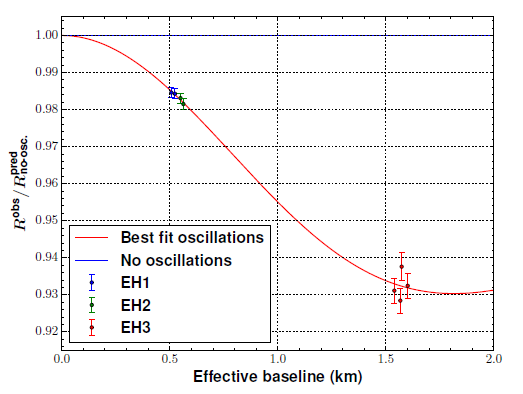 1.00
0.99
0.98
0.97
0.96
0.95
0.94
0.93
0.92
R^obs / R^pred_no-osc.
Best fit oscillations
No oscillations
EH1
EH2
EH3
0.0 0.5 1.0 1.5 2.0
Effective baseline (km)